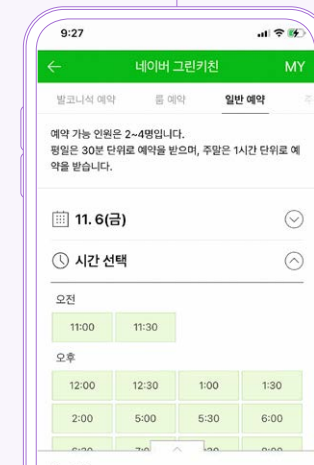 9:27
네이버 그린키친 MY
발코니석 예약 룸 예약 일반 예약
예약 가능 인원은 2~4명입니다.
평일은 30분 단위로 예약을 받으며, 주말은 1시간 단위로 예
약을 받습니다.
11. 6(금)
시간 선택
오전
11:00 11:30
오후
12:00 12:30 1:00 1:30
2:00 5:00 5:30 6:00